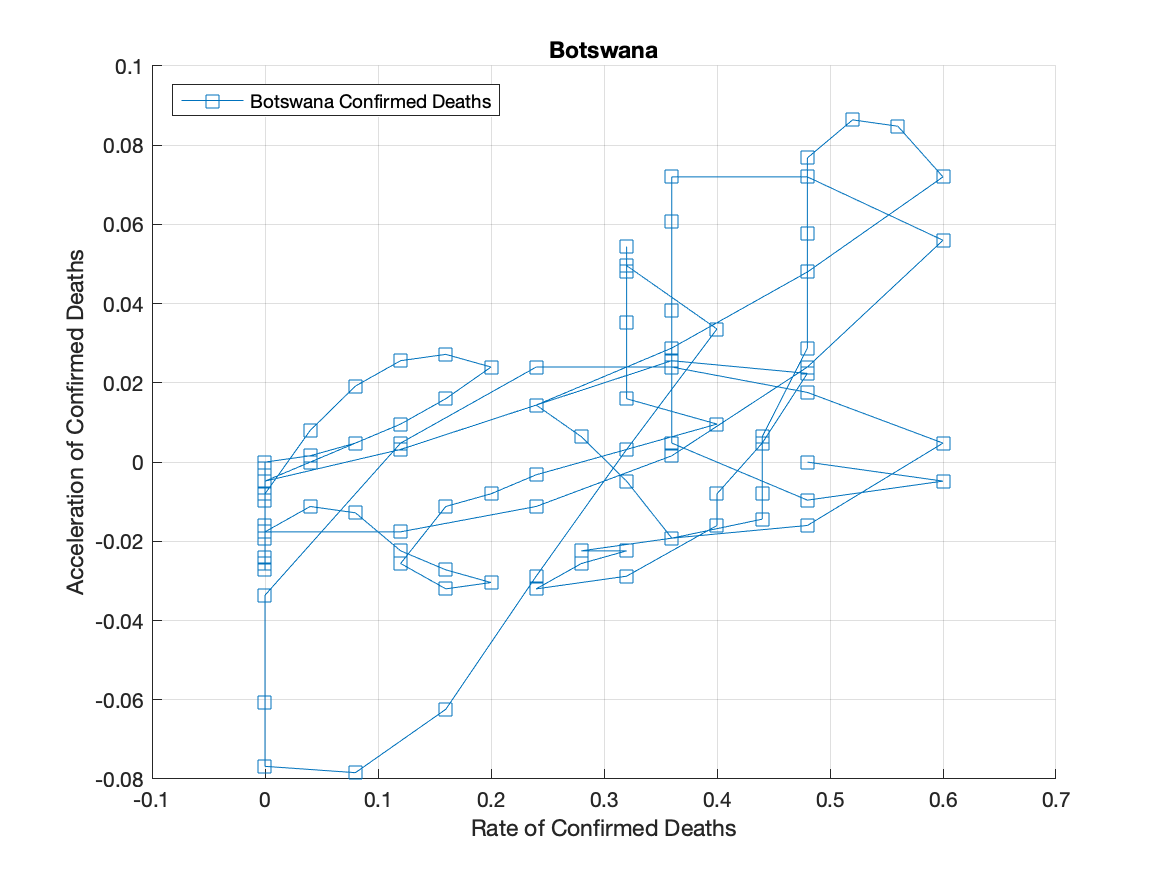 Botswana
Botswana Confirmed Deaths
0.1
0.08
0.06
0.04
0.02
0
-0.02
-0.04
-0.06
-0.08
Acceleration of Confirmed Deaths
-0.1 0 0.1 0.2 0.3 0.4 0.5 0.6 0.7
Rate of Confirmed Deaths